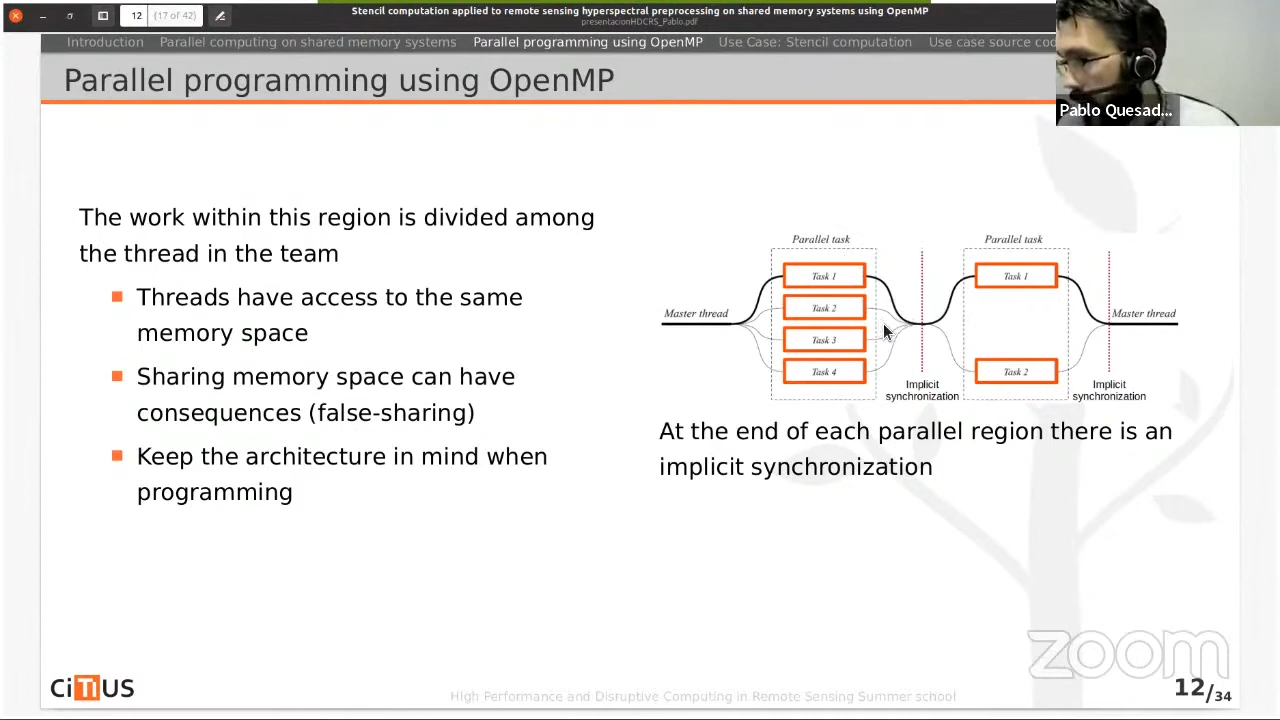 Stencil computation applied to remote sensing hyperspectral preprocessing on shared memory systems using OpenMP
presentacionHDCRS_Pablo.pdf
12 (17 of 42)
Introduction Parallel computing on shared memory systems Parallel programming using OpenMP Use Case: Stencil computation Use case source
Parallel programming using OpenMP
Pablo Quesad...
The work within this region is divided among
the thread in the team
Threads have access to the same
memory space
Sharing memory space can have
consequences (false-sharing)
Keep the architecture in mind when
programming
Parallel task Parallel task
Task 1 Task 1
Task 2
Master thread Master thread
Task 3
Task 4 Task 2
Implicit Implicit
synchronization synchronization
At the end of each parallel region there is an
implicit synchronization
zoom
CiTIUS
High Performance and Disruptive Computing in Remote Sensing Summer school
12/34